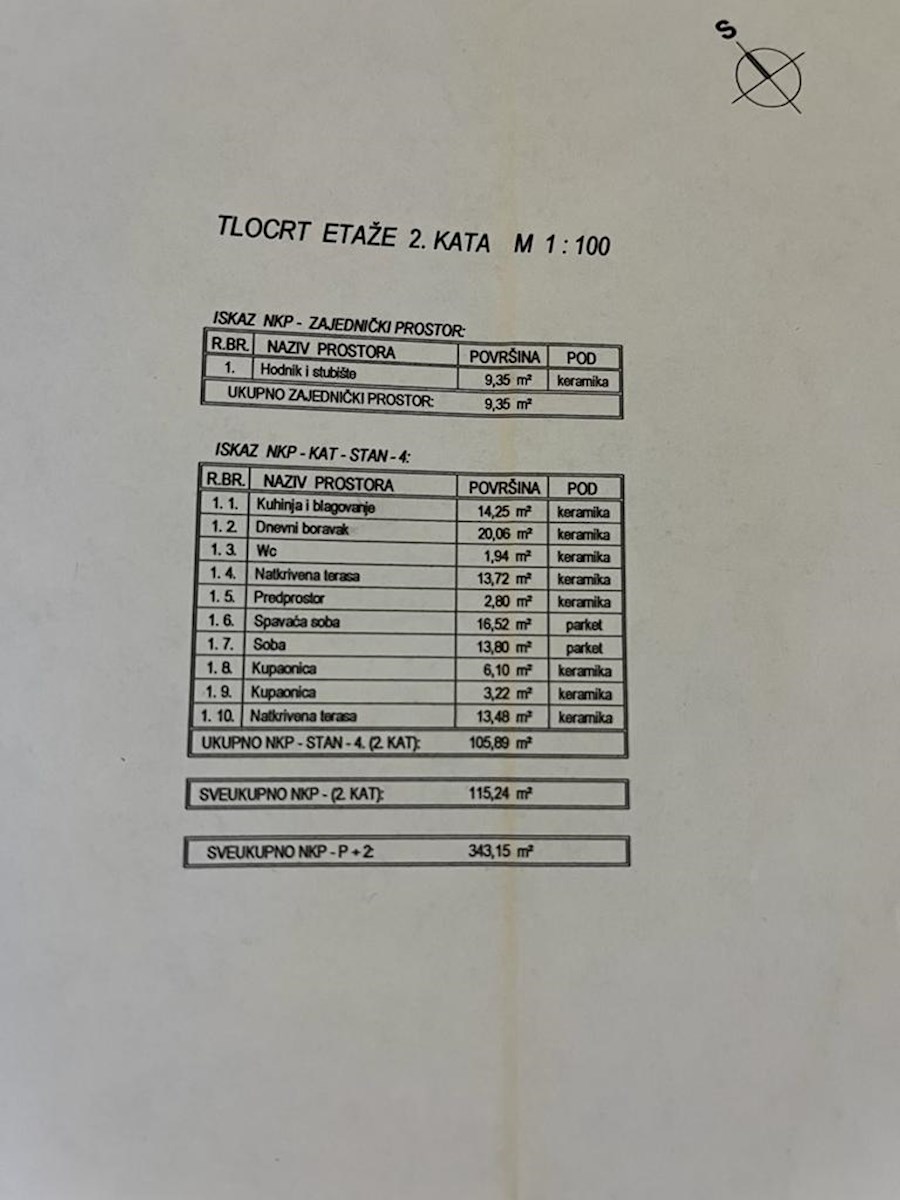 S
TLOCRT ETAŽE 2. KATA M 1 : 100
ISKAZ NKP - ZAJEDNIČKI PROSTOR:
R.BR. NAZIV PROSTORA POVRŠINA POD
1. Hodnik i stubište 9,35 m² keramika
UKUPNO ZAJEDNIČKI PROSTOR: 9,35 m²
ISKAZ NKP - KAT - STAN - 4:
R.BR. NAZIV PROSTORA POVRŠINA POD
1. 1. Kuhinja i blagovanje 14,25 m² keramika
1. 2. Dnevni boravak 20,06 m² keramika
1. 3. Wc 1,94 m² keramika
1. 4. Natkrivena terasa 13,72 m² keramika
1. 5. Predprostor 2,80 m² keramika
1. 6. Spavaća soba 16,52 m² parket
1. 7. Soba 13,80 m² parket
1. 8. Kupaonica 6,10 m² keramika
1. 9. Kupaonica 3,22 m² keramika
1. 10. Natkrivena terasa 13,48 m² keramika
UKUPNO NKP - STAN - 4. (2. KAT): 105,89 m²
SVEUKUPNO NKP - (2. KAT): 115,24 m²
SVEUKUPNO NKP - P + 2: 343,15 m²